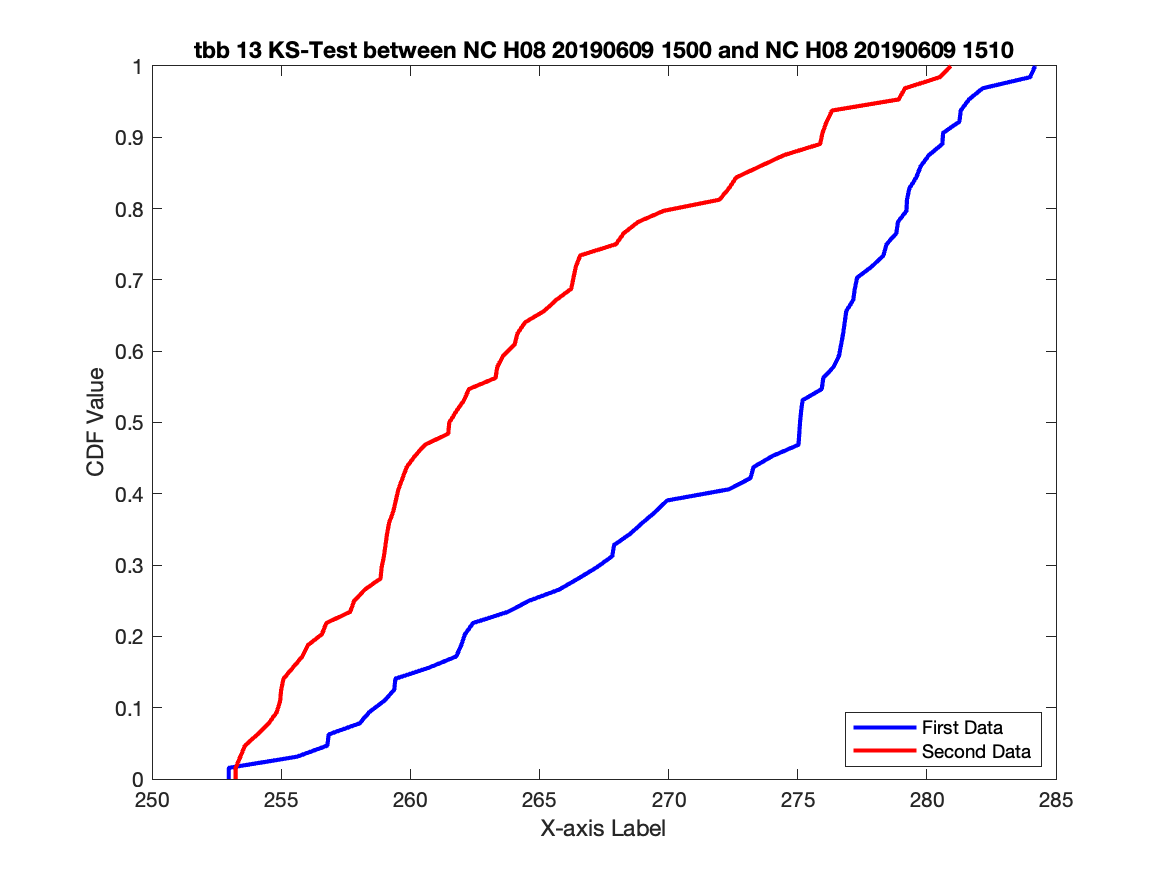 tbb 13 KS-Test between NC H08 20190609 1500 and NC H08 20190609 1510
1
0.9
0.8
0.7
0.6
0.5
0.4
0.3
0.2
0.1
0
CDF Value
250 255 260 265 270 275 280 285
X-axis Label
First Data
Second Data